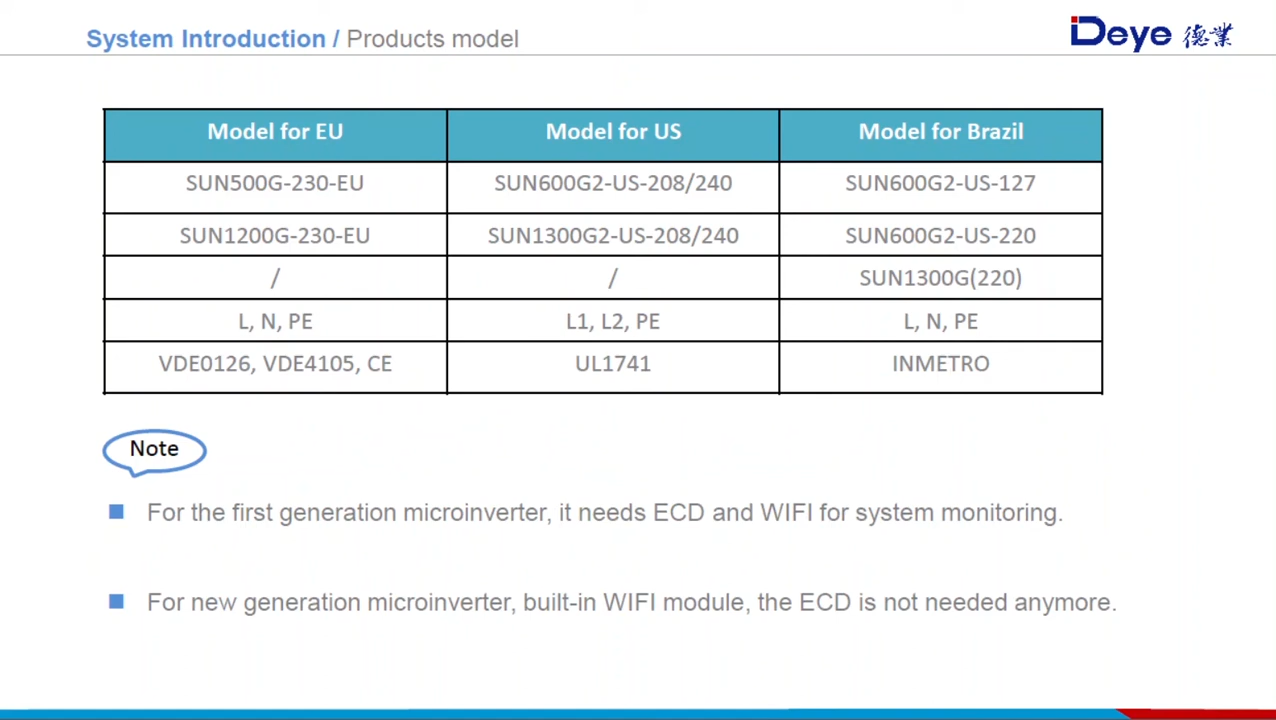 System Introduction / Products model
Deye 德業
Model for EU Model for US Model for Brazil
SUN500G-230-EU SUN600G2-US-208/240 SUN600G2-US-127
SUN1200G-230-EU SUN1300G2-US-208/240 SUN600G2-US-220
/ / SUN1300G(220)
L, N, PE L1, L2, PE L, N, PE
VDE0126, VDE4105, CE UL1741 INMETRO
Note
For the first generation microinverter, it needs ECD and WIFI for system monitoring.
For new generation microinverter, built-in WIFI module, the ECD is not needed anymore.